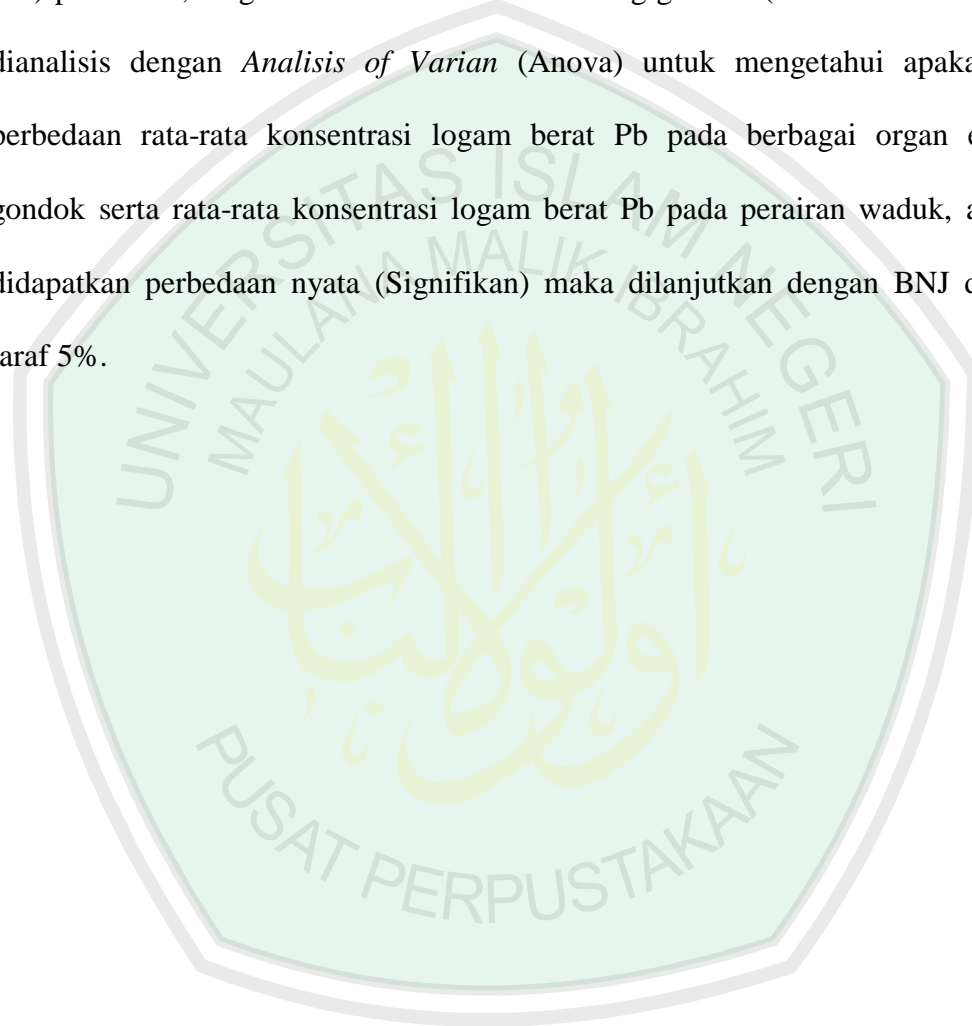 dianalisis dengan Analisis of Varian (Anova) untuk mengetahui
perbedaan rata-rata konsentrasi logam berat Pb pada berbagai organ
gondok serta rata-rata konsentrasi logam berat Pb pada perairan waduk,
didapatkan perbedaan nyata (Signifikan) maka dilanjutkan dengan BNJ
taraf 5%.
UNIVERSITAS ISLAM NEGERI
MAULANA MALIK IBRAHIM
PUSAT PERPUSTAKAAN